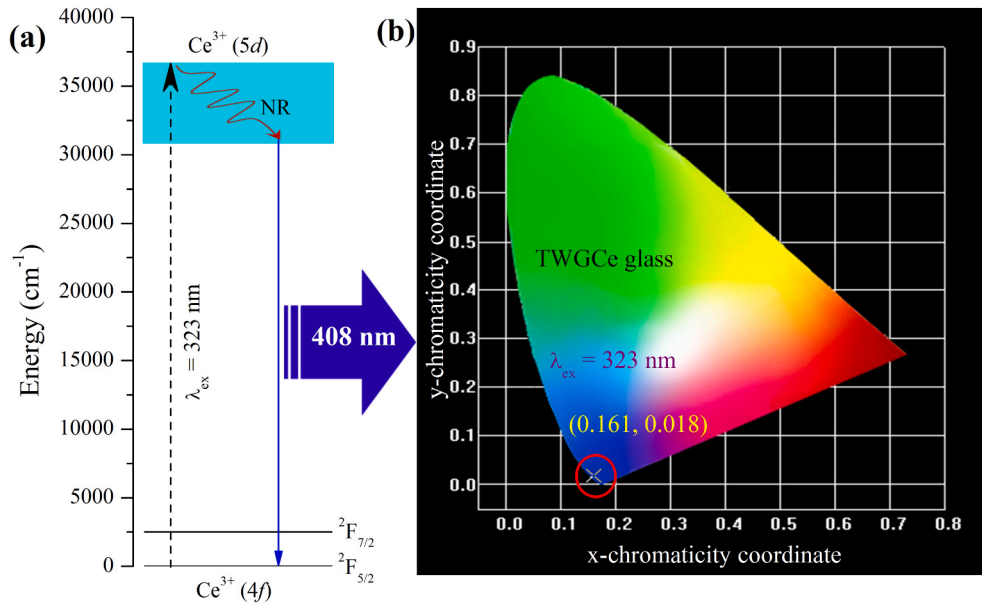 (a)
40000
35000
30000
25000
20000
15000
10000
5000
0
Energy (cm⁻¹)
Ce³⁺ (5d)
NR
λₑₓ = 323 nm
408 nm
²F₇/₂
²F₅/₂
Ce³⁺ (4f)
(b)
0.9
0.8
0.7
0.6
0.5
0.4
0.3
0.2
0.1
0.0
y-chromaticity coordinate
TWGCe glass
λₑₓ = 323 nm
(0.161, 0.018)
0.0 0.1 0.2 0.3 0.4 0.5 0.6 0.7 0.8
x-chromaticity coordinate